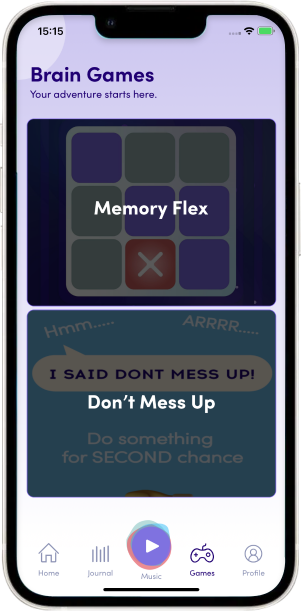 15:15
Brain Games
Your adventure starts here.
Memory Flex
Hmm.....
ARRRR.....
I SAID DONT MESS UP!
Don't Mess Up
Do something
for SECOND chance
Home
Journal
Music
Games
Profile